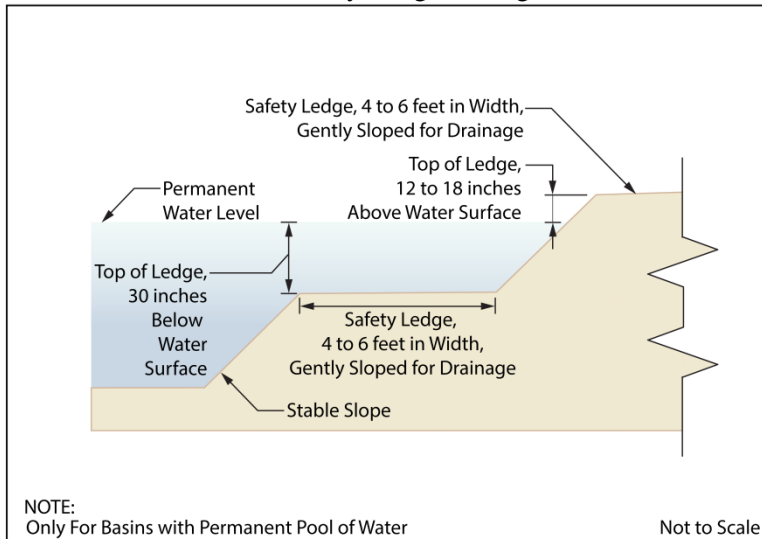 Safety Ledge, 4 to 6 feet in Width,
Gently Sloped for Drainage
Top of Ledge,
12 to 18 inches
Above Water Surface
Permanent
Water Level
Top of Ledge,
30 inches
Below
Water
Surface
Safety Ledge,
4 to 6 feet in Width,
Gently Sloped for Drainage
Stable Slope
NOTE:
Only For Basins with Permanent Pool of Water
Not to Scale